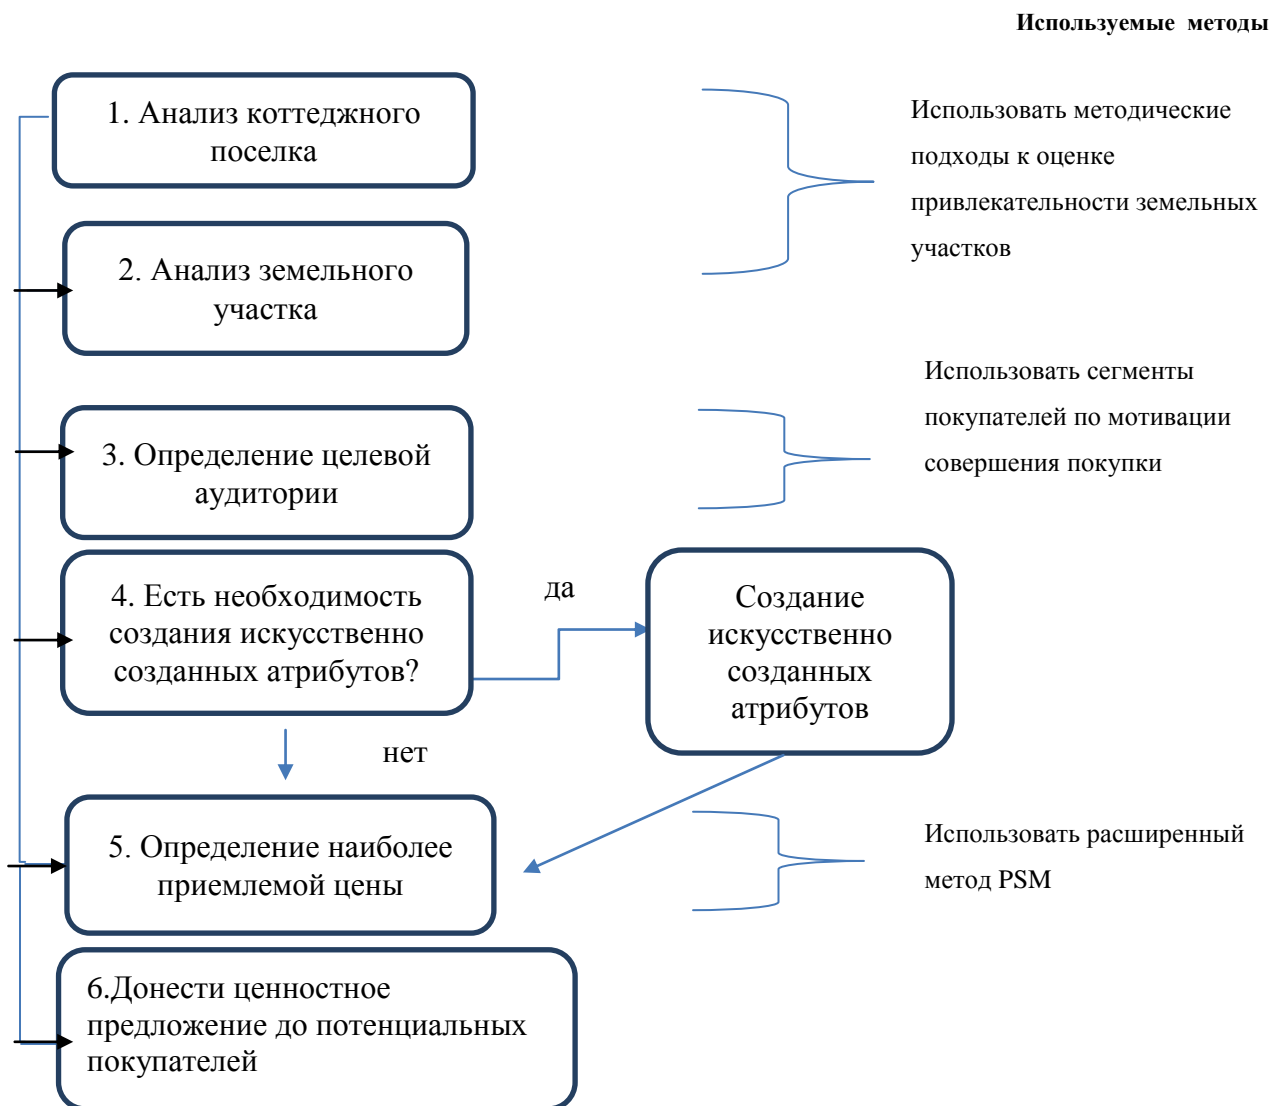 Используемые методы
1. Анализ коттеджного
поселка
Использовать методические
подходы к оценке
привлекательности земельных
участков
2. Анализ земельного
участка
3. Определение целевой
аудитории
Использовать сегменты
покупателей по мотивации
совершения покупки
4. Есть необходимость
создания искусственно
созданных атрибутов?
да
Создание
искусственно
созданных
атрибутов
нет
5. Определение наиболее
приемлемой цены
Использовать расширенный
метод PSM
6.Донести ценностное
предложение до потенциальных
покупателей